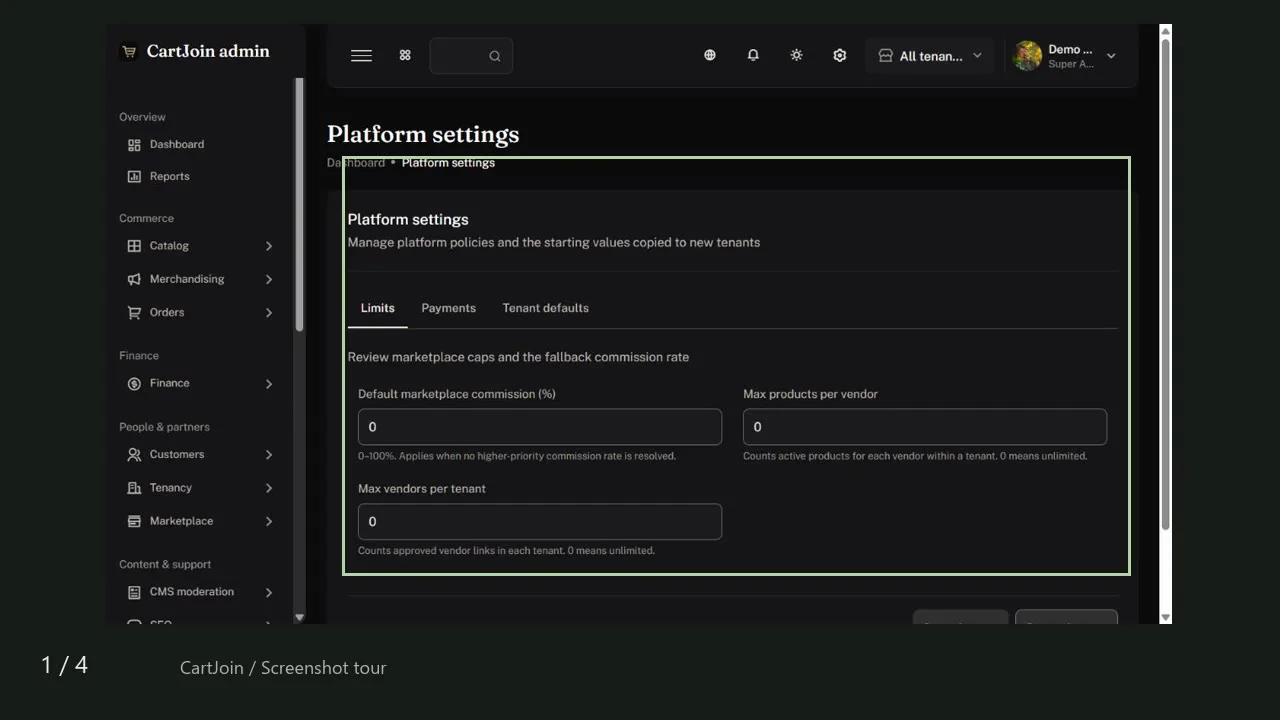 CartJoin admin
All tenan...
Demo ...
Super A...
Overview
Dashboard
Reports
Commerce
Catalog
Merchandising
Orders
Finance
Finance
People & partners
Customers
Tenancy
Marketplace
Content & support
CMS moderation
Platform settings
Dashboard • Platform settings
Platform settings
Manage platform policies and the starting values copied to new tenants
Limits
Payments
Tenant defaults
Review marketplace caps and the fallback commission rate
Default marketplace commission (%)
0
0–100%. Applies when no higher-priority commission rate is resolved.
Max products per vendor
0
Counts active products for each vendor within a tenant. 0 means unlimited.
Max vendors per tenant
0
Counts approved vendor links in each tenant. 0 means unlimited.
1 / 4
CartJoin / Screenshot tour